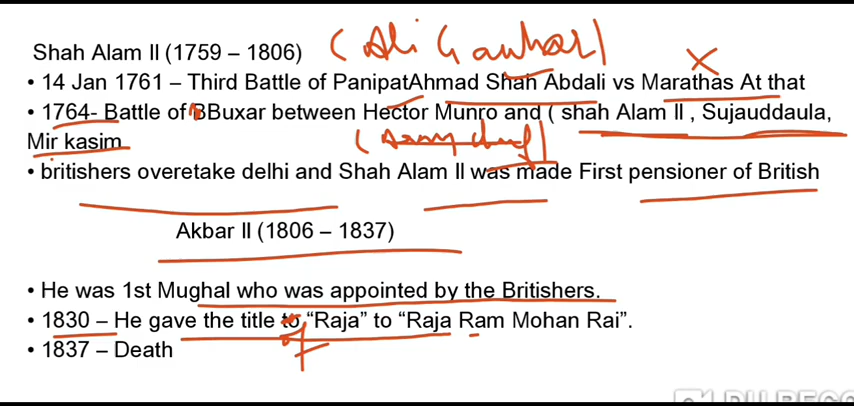 Shah Alam II (1759 – 1806) (Ali Gauhar)
• 14 Jan 1761 – Third Battle of PanipatAhmad Shah Abdali vs Marathas At that
• 1764- Battle of BBuxar between Hector Munro and ( shah Alam II , Sujauddaula,
Mir kasim (Army chief)
• britishers overetake delhi and Shah Alam II was made First pensioner of British
Akbar II (1806 – 1837)
• He was 1st Mughal who was appointed by the Britishers.
• 1830 – He gave the title to “Raja” to “Raja Ram Mohan Rai”.
• 1837 – Death